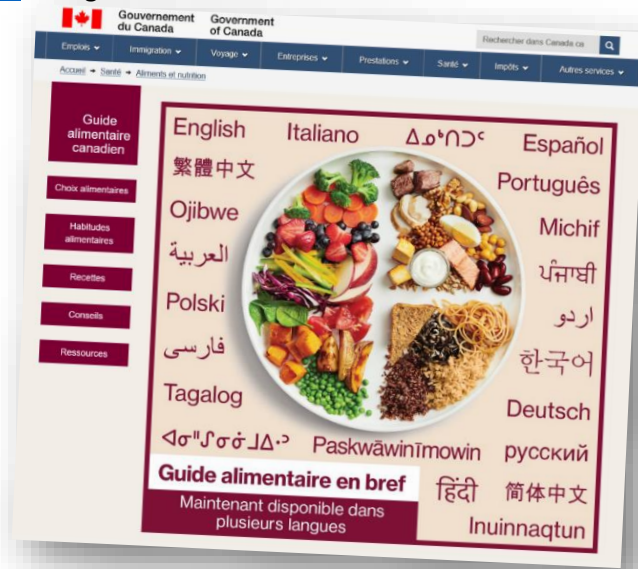 Gouvernement
du Canada
Government
of Canada
Rechercher dans Canada.ca
Emplois
Immigration
Voyage
Entreprises
Prestations
Santé
Impôts
Autres services
Accueil → Santé → Aliments et nutrition
Guide
alimentaire
canadien
Choix alimentaires
Habitudes
alimentaires
Recettes
Conseils
Ressources
English
Italiano
ᐃᓄᒃᑎᑐᑦ
Español
繁體中文
Português
Ojibwe
Michif
العربية
ਪੰਜਾਬੀ
Polski
اردو
فارسی
한국어
Tagalog
Deutsch
Paskwāwinīmowin
русский
Guide alimentaire en bref
हिंदी
简体中文
Maintenant disponible dans
plusieurs langues
Inuinnaqtun